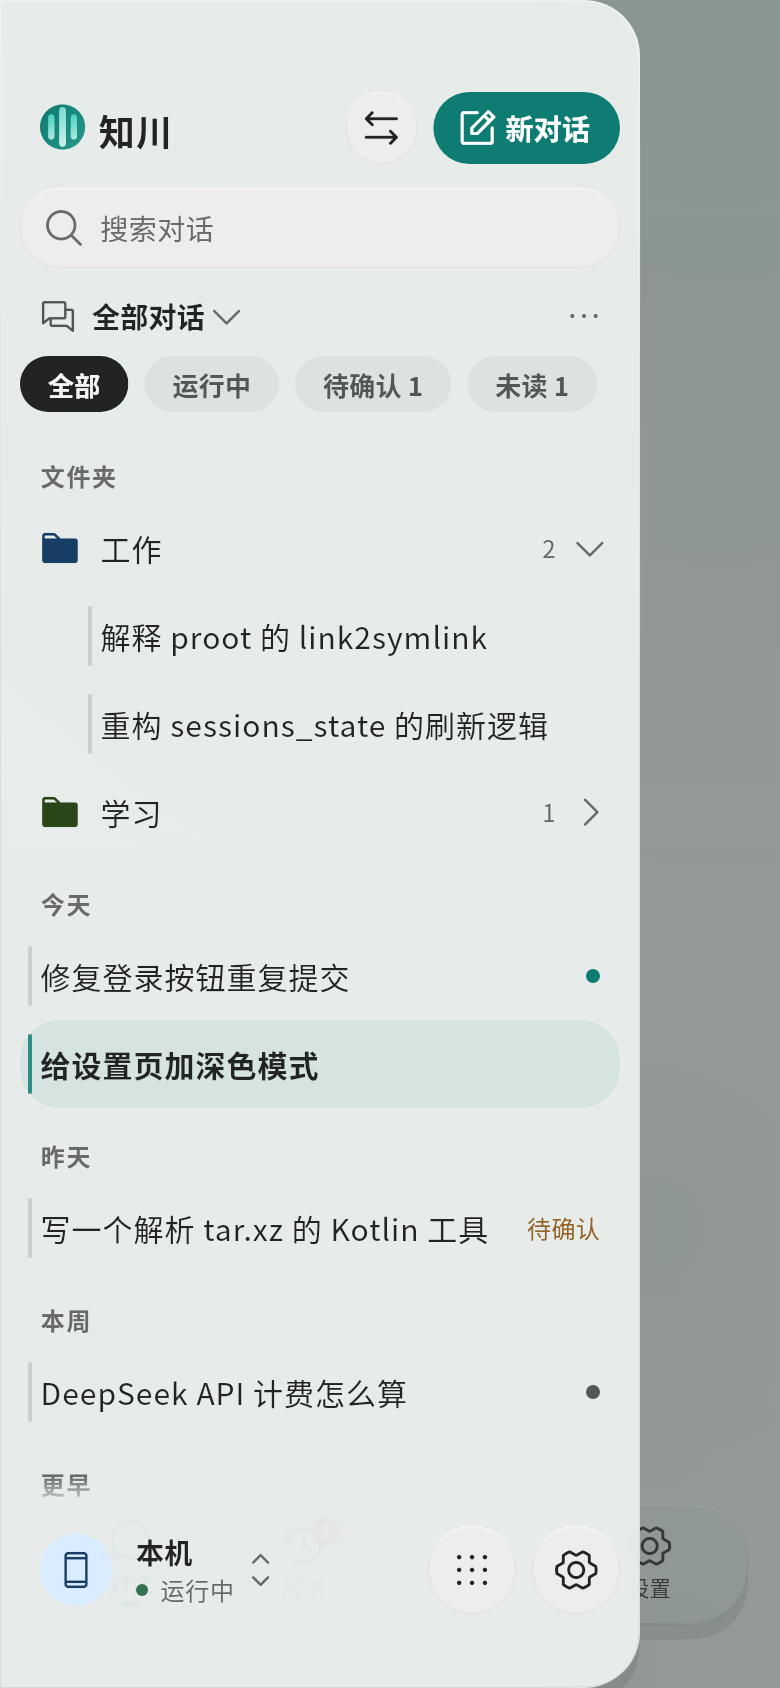 知川
新对话
搜索对话
全部对话
全部
运行中
待确认 1
未读 1
文件夹
工作
2
解释 proot 的 link2symlink
重构 sessions_state 的刷新逻辑
学习
1
今天
修复登录按钮重复提交
给设置页加深色模式
昨天
写一个解析 tar.xz 的 Kotlin 工具
待确认
本周
DeepSeek API 计费怎么算
更早
本机
运行中
设置